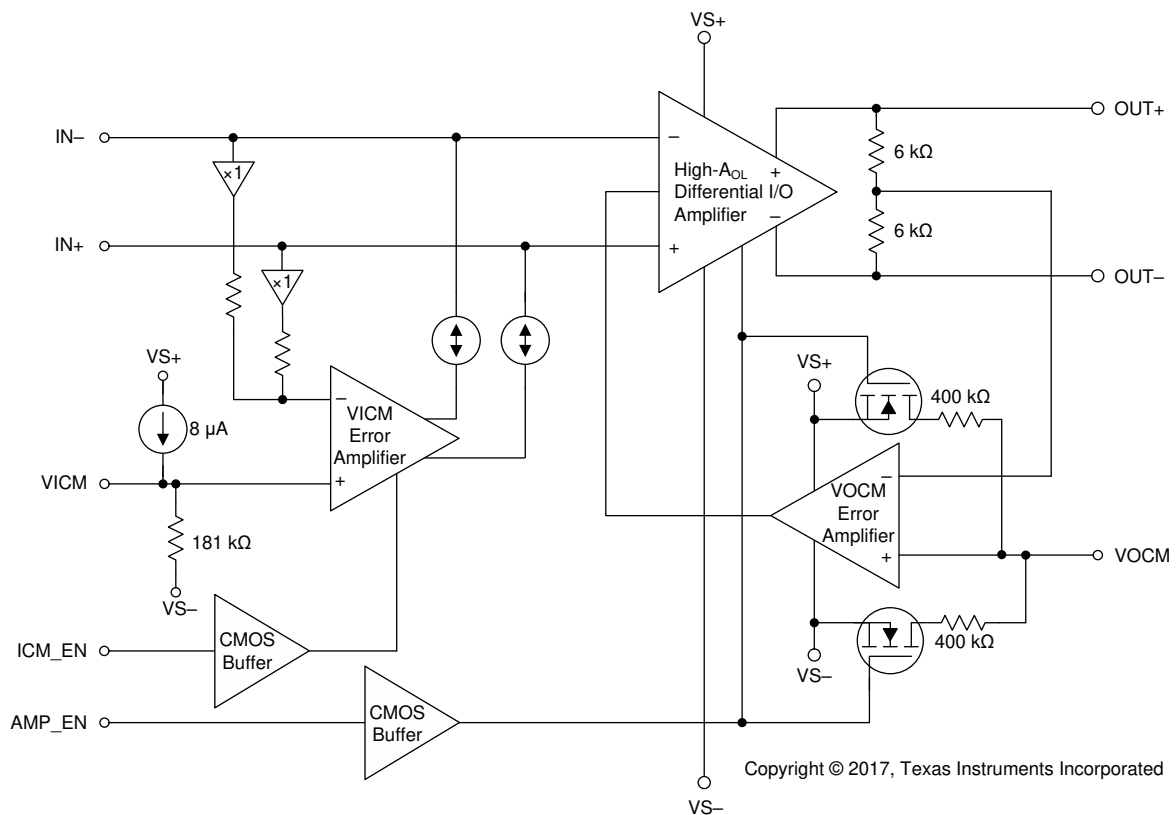 VS+
IN–
×1
–
High-AOL
Differential I/O
Amplifier
+
–
+
OUT+
6 kΩ
6 kΩ
OUT–
IN+
×1
VS+
8 µA
VICM
181 kΩ
VS–
–
VICM
Error
Amplifier
+
VS+
400 kΩ
–
VOCM
Error
Amplifier
+
VOCM
VS–
400 kΩ
ICM_EN
CMOS
Buffer
AMP_EN
CMOS
Buffer
VS–
Copyright © 2017, Texas Instruments Incorporated